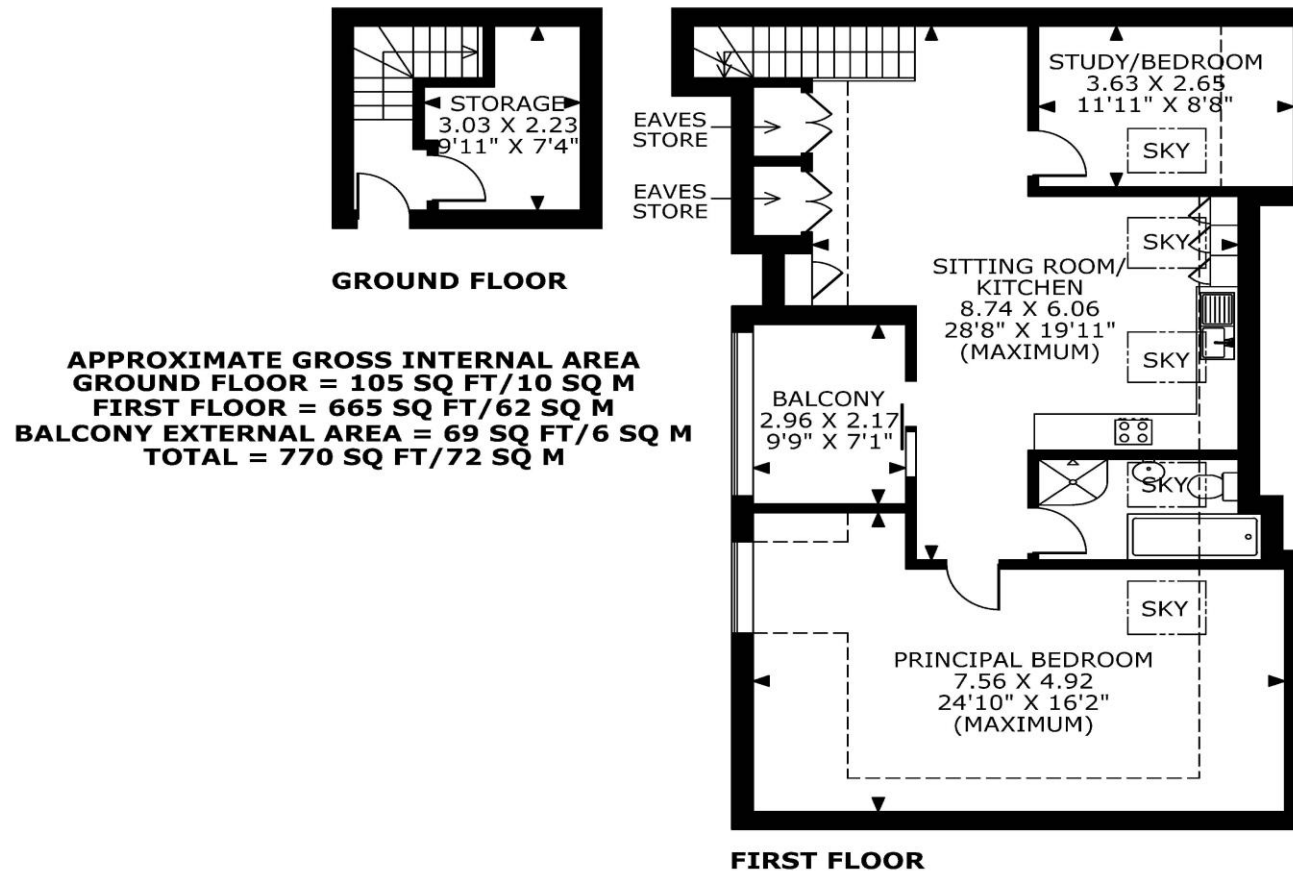 STORAGE
3.03 X 2.23
9'11" X 7'4"
GROUND FLOOR
APPROXIMATE GROSS INTERNAL AREA
GROUND FLOOR = 105 SQ FT/10 SQ M
FIRST FLOOR = 665 SQ FT/62 SQ M
BALCONY EXTERNAL AREA = 69 SQ FT/6 SQ M
TOTAL = 770 SQ FT/72 SQ M
STUDY/BEDROOM
3.63 X 2.65
11'11" X 8'8"
SKY
EAVES
STORE
EAVES
STORE
SKY
SITTING ROOM/
KITCHEN
8.74 X 6.06
28'8" X 19'11"
(MAXIMUM)
SKY
BALCONY
2.96 X 2.17
9'9" X 7'1"
SKY
SKY
PRINCIPAL BEDROOM
7.56 X 4.92
24'10" X 16'2"
(MAXIMUM)
FIRST FLOOR